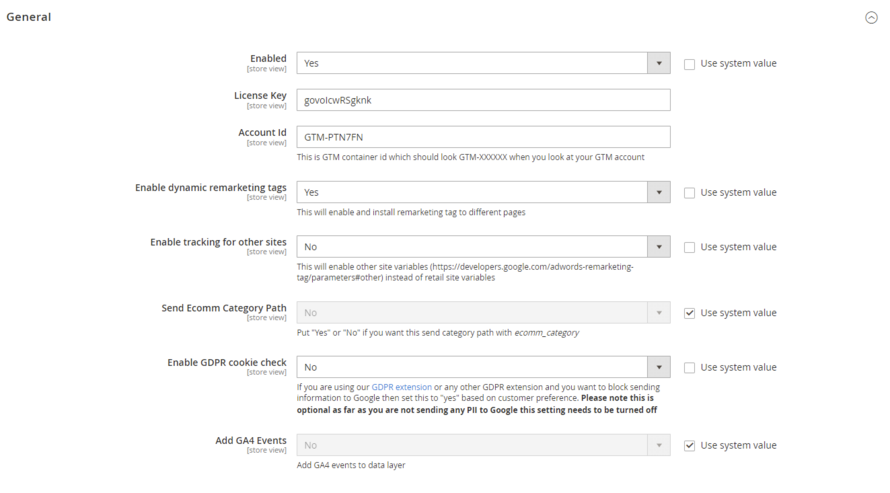 General
Enabled
[store view]
Yes
Use system value
License Key
[store view]
govoIcwRSgknk
Account Id
[store view]
GTM-PTN7FN
This is GTM container id which should look GTM-XXXXXX when you look at your GTM account
Enable dynamic remarketing tags
[store view]
Yes
Use system value
This will enable and install remarketing tag to different pages
Enable tracking for other sites
[store view]
No
Use system value
This will enable other site variables (https://developers.google.com/adwords-remarketing-
tag/parameters#other) instead of retail site variables
Send Ecomm Category Path
[store view]
No
Use system value
Put "Yes" or "No" if you want this send category path with ecomm_category
Enable GDPR cookie check
[store view]
No
Use system value
If you are using our GDPR extension or any other GDPR extension and you want to block sending
information to Google then set this to "yes" based on customer preference. Please note this is
optional as far as you are not sending any PII to Google this setting needs to be turned off
Add GA4 Events
[store view]
No
Use system value
Add GA4 events to data layer